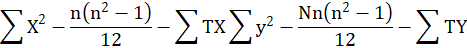 ∑ X² − n(n² − 1)/12 − ∑ TX ∑ y² − Nn(n² − 1)/12 − ∑ TY